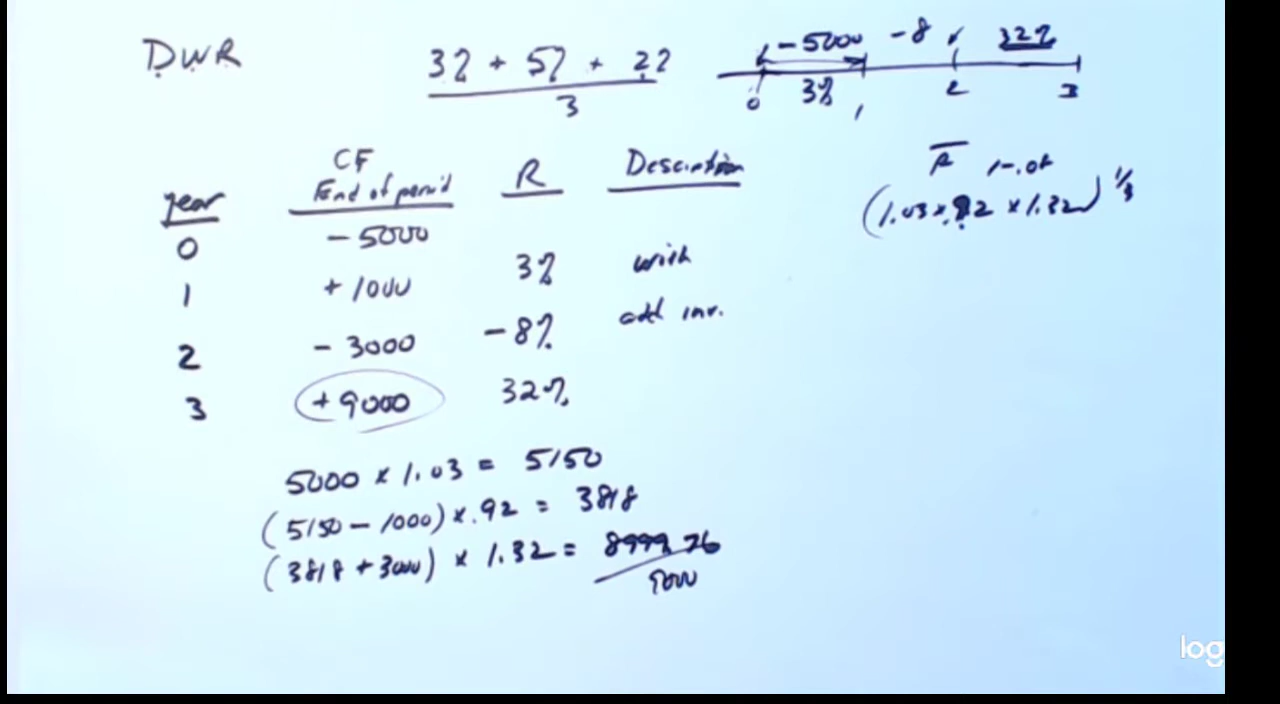 DWR
3% + 5% + 2%
3
-5000 -8 32%
0 3% 1 2 3
CF
year End of period R Description
0 -5000
1 +1000 3% with
2 -3000 -8% add inv.
3 +9000 32%
R
(1.03 × .92 × 1.32)^1/3
5000 × 1.03 = 5150
(5150 - 1000) × .92 = 3818
(3818 + 3000) × 1.32 = 8999.76
9000
log